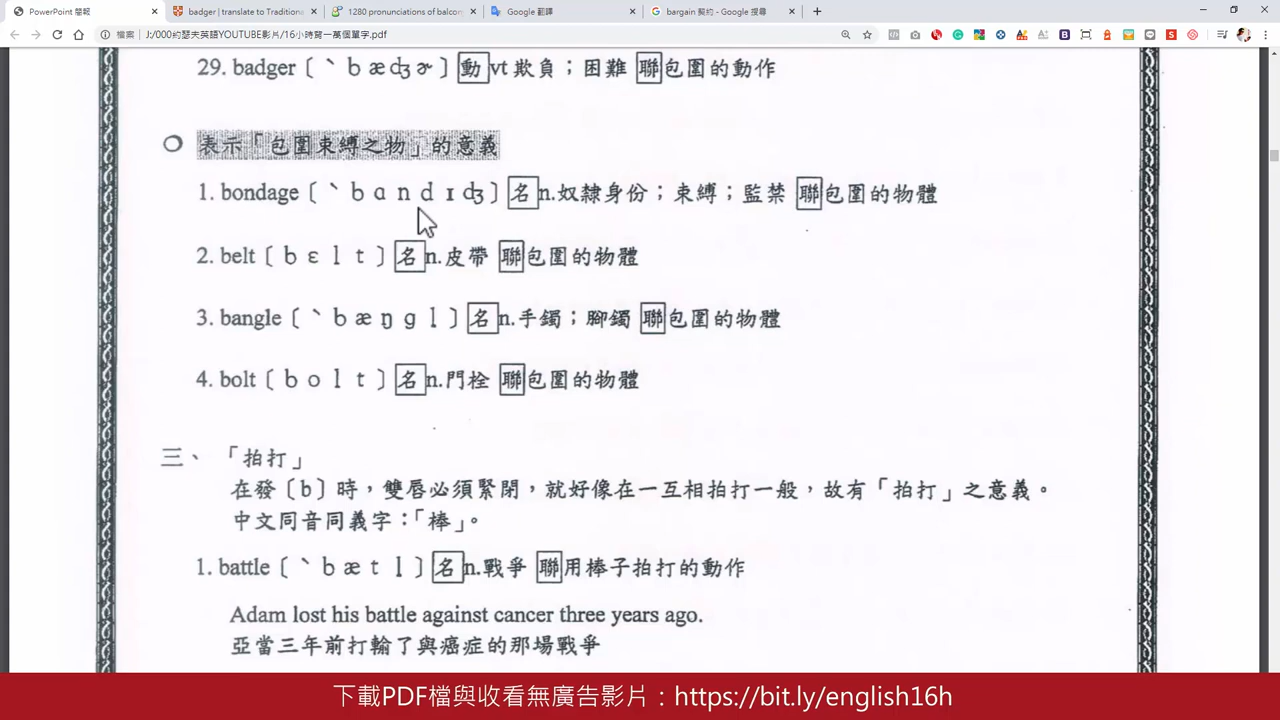 PowerPoint 簡報
badger | translate to Traditiona
1280 pronunciations of balcony
Google 翻譯
bargain 契約 - Google 搜尋
檔案 | J:/000約瑟夫英語YOUTUBE影片/16小時背一萬個單字.pdf
29. badger〔ˋbæʤɚ〕動vt 欺負；困難 聯包圍的動作
表示「包圍束縛之物」的意義
1. bondage〔ˋbɑndɪʤ〕名n.奴隸身份；束縛；監禁 聯包圍的物體
2. belt〔bɛlt〕名n.皮帶 聯包圍的物體
3. bangle〔ˋbæŋgl̩〕名n.手鐲；腳鐲 聯包圍的物體
4. bolt〔bolt〕名n.門栓 聯包圍的物體
三、「拍打」
在發〔b〕時，雙唇必須緊閉，就好像在一互相拍打一般，故有「拍打」之意義。
中文同音同義字：「棒」。
1. battle〔ˋbætl̩〕名n.戰爭 聯用棒子拍打的動作
Adam lost his battle against cancer three years ago.
亞當三年前打輸了與癌症的那場戰爭
下載PDF檔與收看無廣告影片：https://bit.ly/english16h